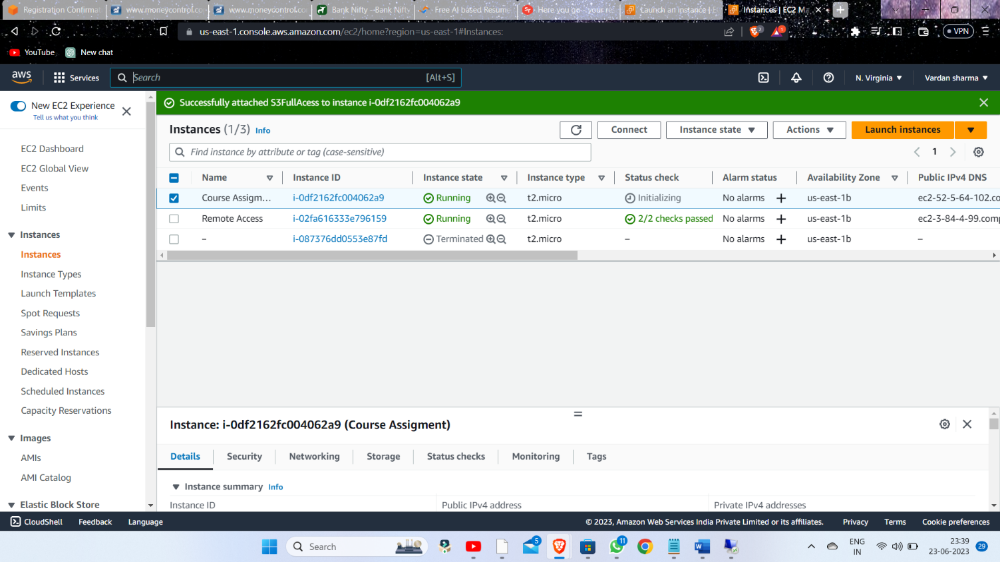 Registration Confirmat
www.moneycontrol.co
www.moneycontrol.co
Bank Nifty --Bank Nift
Free AI based Resume
Here you go - your re
Launch an instance | E
Instances | EC2 Ma
us-east-1.console.aws.amazon.com/ec2/home?region=us-east-1#Instances:
2
1
VPN
YouTube
New chat
aws
Services
Search
[Alt+S]
N. Virginia
Vardan sharma
New EC2 Experience
Tell us what you think
EC2 Dashboard
EC2 Global View
Events
Limits
Instances
Instances
Instance Types
Launch Templates
Spot Requests
Savings Plans
Reserved Instances
Dedicated Hosts
Scheduled Instances
Capacity Reservations
Images
AMIs
AMI Catalog
Elastic Block Store
Successfully attached S3FullAcess to instance i-0df2162fc004062a9
Instances (1/3) Info
Connect
Instance state
Actions
Launch instances
Find instance by attribute or tag (case-sensitive)
1
Name Instance ID Instance state Instance type Status check Alarm status Availability Zone Public IPv4 DNS
Course Assigm... i-0df2162fc004062a9 Running t2.micro Initializing No alarms us-east-1b ec2-52-5-64-102.co
Remote Access i-02fa616333e796159 Running t2.micro 2/2 checks passed No alarms us-east-1b ec2-3-84-4-99.comp
– i-087376dd0553e87fd Terminated t2.micro – No alarms us-east-1b –
Instance: i-0df2162fc004062a9 (Course Assigment)
Details Security Networking Storage Status checks Monitoring Tags
Instance summary Info
Instance ID Public IPv4 address Private IPv4 addresses
CloudShell Feedback Language © 2023, Amazon Web Services India Private Limited or its affiliates. Privacy Terms Cookie preferences
Search
5
11
ENG
IN
23:39
23-06-2023
29